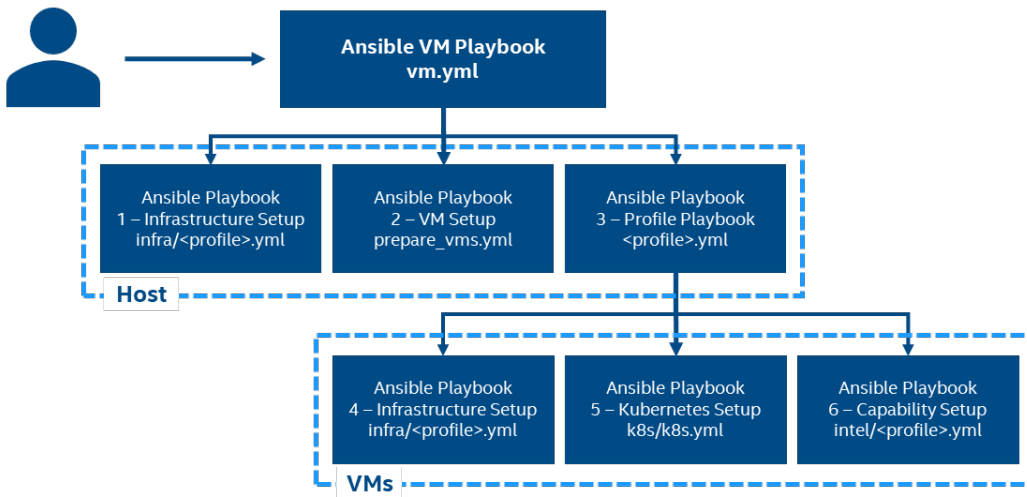 Ansible VM Playbook
vm.yml
Ansible Playbook
1 – Infrastructure Setup
infra/<profile>.yml
Ansible Playbook
2 – VM Setup
prepare_vms.yml
Ansible Playbook
3 – Profile Playbook
<profile>.yml
Host
Ansible Playbook
4 – Infrastructure Setup
infra/<profile>.yml
Ansible Playbook
5 – Kubernetes Setup
k8s/k8s.yml
Ansible Playbook
6 – Capability Setup
intel/<profile>.yml
VMs